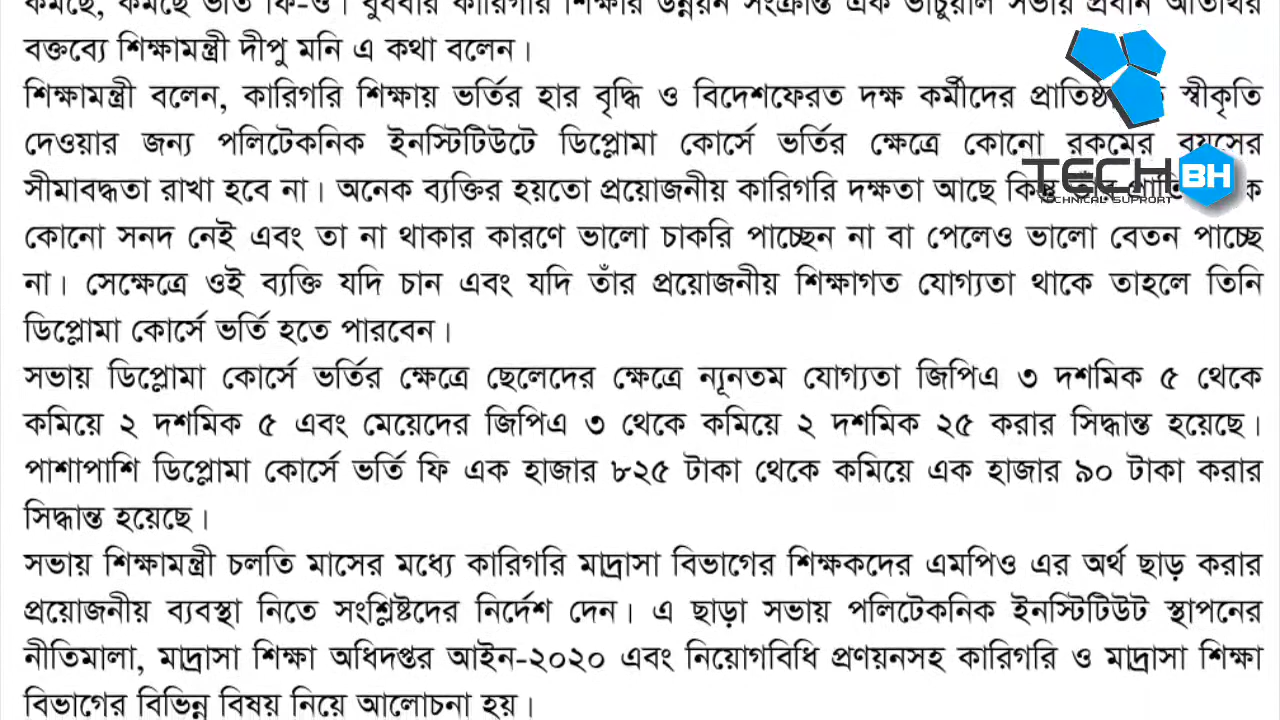 কমছে, কমছে ভর্তি ফি-ও। বুধবার কারিগরি শিক্ষার উন্নয়ন সংক্রান্ত এক ভার্চুয়াল সভায় প্রধান অতিথির
বক্তব্যে শিক্ষামন্ত্রী দীপু মনি এ কথা বলেন।
শিক্ষামন্ত্রী বলেন, কারিগরি শিক্ষায় ভর্তির হার বৃদ্ধি ও বিদেশফেরত দক্ষ কর্মীদের স্বীকৃতি
দেওয়ার জন্য পলিটেকনিক ইনস্টিটিউটে ডিপ্লোমা কোর্সে ভর্তির ক্ষেত্রে কোনো রকমের বয়সের
সীমাবদ্ধতা রাখা হবে না। অনেক ব্যক্তির হয়তো প্রয়োজনীয় কারিগরি দক্ষতা আছে কিন্তু
TECH BH
TECHNICAL SUPPORT
কোনো সনদ নেই এবং তা না থাকার কারণে ভালো চাকরি পাচ্ছেন না বা পেলেও ভালো বেতন পাচ্ছে
না। সেক্ষেত্রে ওই ব্যক্তি যদি চান এবং যদি তাঁর প্রয়োজনীয় শিক্ষাগত যোগ্যতা থাকে তাহলে তিনি
ডিপ্লোমা কোর্সে ভর্তি হতে পারবেন।
সভায় ডিপ্লোমা কোর্সে ভর্তির ক্ষেত্রে ছেলেদের ক্ষেত্রে ন্যূনতম যোগ্যতা জিপিএ ৩ দশমিক ৫ থেকে
কমিয়ে ২ দশমিক ৫ এবং মেয়েদের জিপিএ ৩ থেকে কমিয়ে ২ দশমিক ২৫ করার সিদ্ধান্ত হয়েছে।
পাশাপাশি ডিপ্লোমা কোর্সে ভর্তি ফি এক হাজার ৮২৫ টাকা থেকে কমিয়ে এক হাজার ৯০ টাকা করার
সিদ্ধান্ত হয়েছে।
সভায় শিক্ষামন্ত্রী চলতি মাসের মধ্যে কারিগরি মাদ্রাসা বিভাগের শিক্ষকদের এমপিও এর অর্থ ছাড় করার
প্রয়োজনীয় ব্যবস্থা নিতে সংশ্লিষ্টদের নির্দেশ দেন। এ ছাড়া সভায় পলিটেকনিক ইনস্টিটিউট স্থাপনের
নীতিমালা, মাদ্রাসা শিক্ষা অধিদপ্তর আইন-২০২০ এবং নিয়োগবিধি প্রণয়নসহ কারিগরি ও মাদ্রাসা শিক্ষা
বিভাগের বিভিন্ন বিষয় নিয়ে আলোচনা হয়।